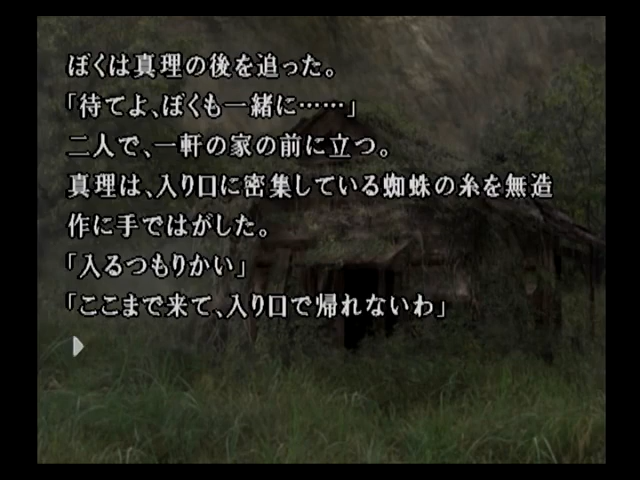 ぼくは真理の後を追った。
「待てよ、ぼくも一緒に……」
二人で、一軒の家の前に立つ。
真理は、入り口に密集している蜘蛛の糸を無造
作に手ではがした。
「入るつもりかい」
「ここまで来て、入り口で帰れないわ」